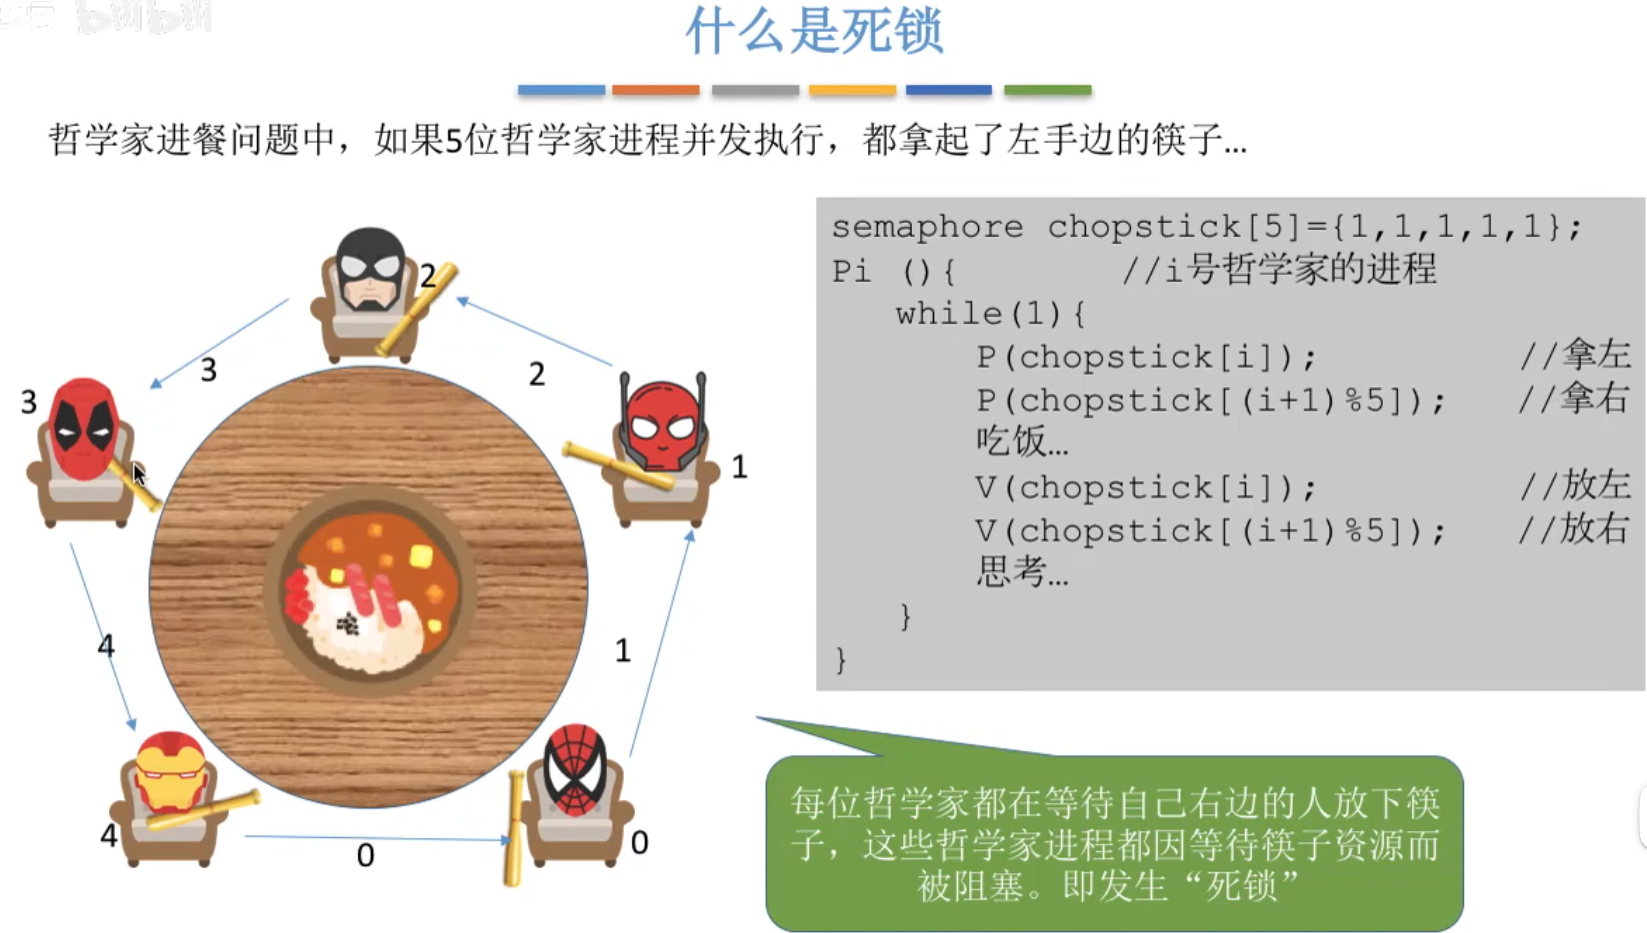 bilibili
什么是死锁
哲学家进餐问题中，如果5位哲学家进程并发执行，都拿起了左手边的筷子...
semaphore chopstick[5]={1,1,1,1,1};
Pi (){ //i号哲学家的进程
while(1){
P(chopstick[i]); //拿左
P(chopstick[(i+1)%5]); //拿右
吃饭...
V(chopstick[i]); //放左
V(chopstick[(i+1)%5]); //放右
思考...
}
}
2
3
2
3
1
4
1
4
0
0
每位哲学家都在等待自己右边的人放下筷
子，这些哲学家进程都因等待筷子资源而
被阻塞。即发生“死锁”